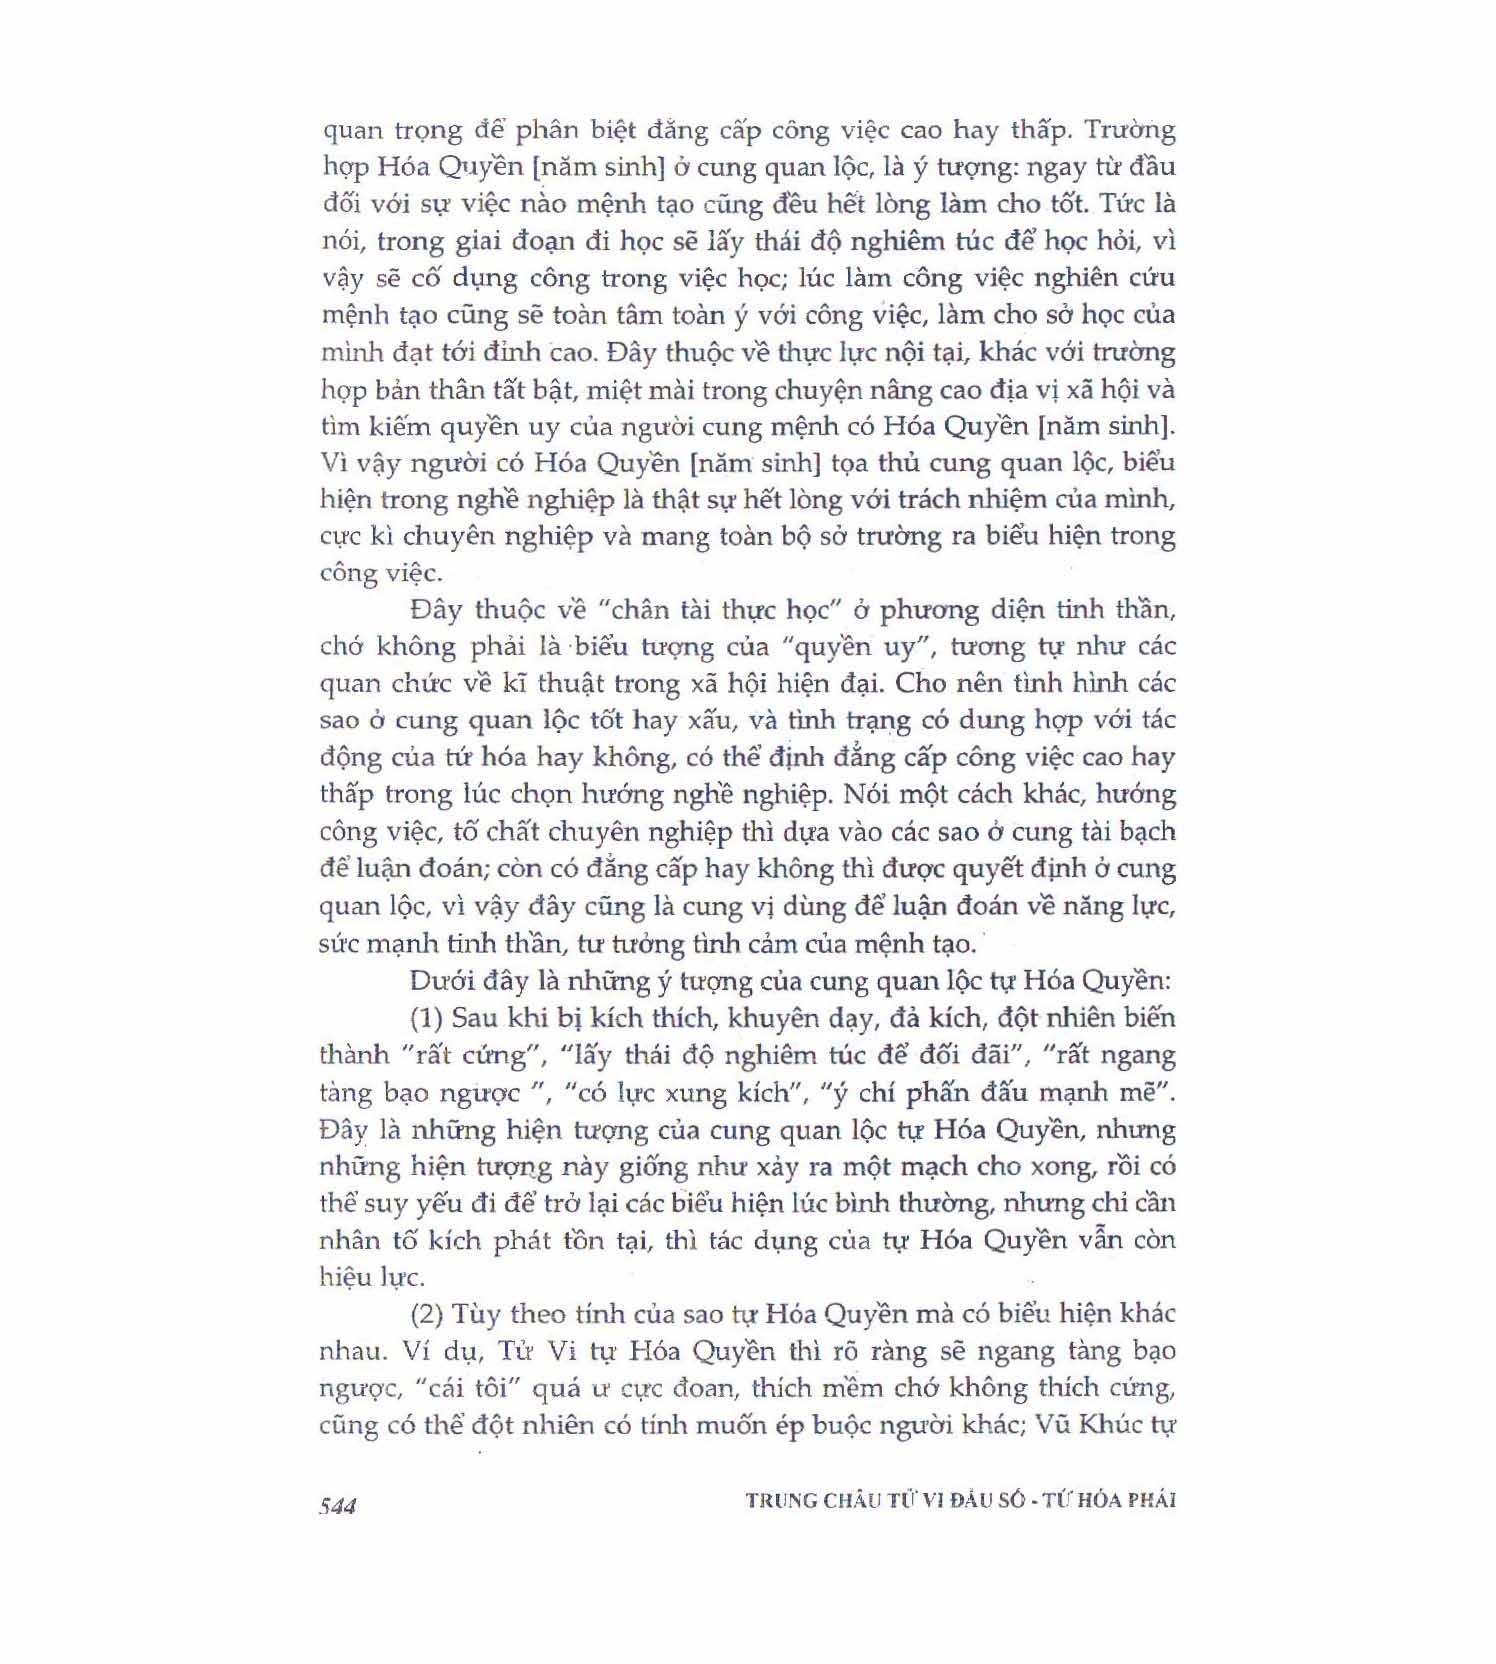 quan trọng để phân biệt đẳng cấp công việc cao hay thấp. Trường
hợp Hóa Quyền [năm sinh] ở cung quan lộc, là ý tượng: ngay từ đầu
đối với sự việc nào mệnh tạo cũng đều hết lòng làm cho tốt. Tức là
nói, trong giai đoạn đi học sẽ lấy thái độ nghiêm túc để học hỏi, vì
vậy sẽ cố dụng công trong việc học; lúc làm công việc nghiên cứu
mệnh tạo cũng sẽ toàn tâm toàn ý với công việc, làm cho sở học của
mình đạt tới đỉnh cao. Đây thuộc về thực lực nội tại, khác với trường
hợp bản thân tất bật, miệt mài trong chuyện nâng cao địa vị xã hội và
tìm kiếm quyền uy của người cung mệnh có Hóa Quyền [năm sinh].
Vì vậy người có Hóa Quyền [năm sinh] tọa thủ cung quan lộc, biểu
hiện trong nghề nghiệp là thật sự hết lòng với trách nhiệm của mình,
cực kì chuyên nghiệp và mang toàn bộ sở trường ra biểu hiện trong
công việc.
Đây thuộc về "chân tài thực học" ở phương diện tinh thần,
chớ không phải là biểu tượng của "quyền uy", tương tự như các
quan chức về kĩ thuật trong xã hội hiện đại. Cho nên tình hình các
sao ở cung quan lộc tốt hay xấu, và tình trạng có dung hợp với tác
động của tứ hóa hay không, có thể định đẳng cấp công việc cao hay
thấp trong lúc chọn hướng nghề nghiệp. Nói một cách khác, hướng
công việc, tố chất chuyên nghiệp thì dựa vào các sao ở cung tài bạch
để luận đoán; còn có đẳng cấp hay không thì được quyết định ở cung
quan lộc, vì vậy đây cũng là cung vị dùng để luận đoán về năng lực,
sức mạnh tinh thần, tư tưởng tình cảm của mệnh tạo.
Dưới đây là những ý tượng của cung quan lộc tự Hóa Quyền:
(1) Sau khi bị kích thích, khuyên dạy, đả kích, đột nhiên biến
thành "rất cứng", "lấy thái độ nghiêm túc để đối đãi", "rất ngang
tàng bạo ngược ", "có lực xung kích", "ý chí phấn đấu mạnh mẽ".
Đây là những hiện tượng của cung quan lộc tự Hóa Quyền, nhưng
những hiện tượng này giống như xảy ra một mạch cho xong, rồi có
thể suy yếu đi để trở lại các biểu hiện lúc bình thường, nhưng chỉ cần
nhân tố kích phát tồn tại, thì tác dụng của tự Hóa Quyền vẫn còn
hiệu lực.
(2) Tùy theo tính của sao tự Hóa Quyền mà có biểu hiện khác
nhau. Ví dụ, Tử Vi tự Hóa Quyền thì rõ ràng sẽ ngang tàng bạo
ngược, "cái tôi" quá ư cực đoan, thích mềm chớ không thích cứng,
cũng có thể đột nhiên có tính muốn ép buộc người khác; Vũ Khúc tự
544
TRUNG CHÂU TỬ VI ĐẨU SỐ - TỨ HÓA PHÁI